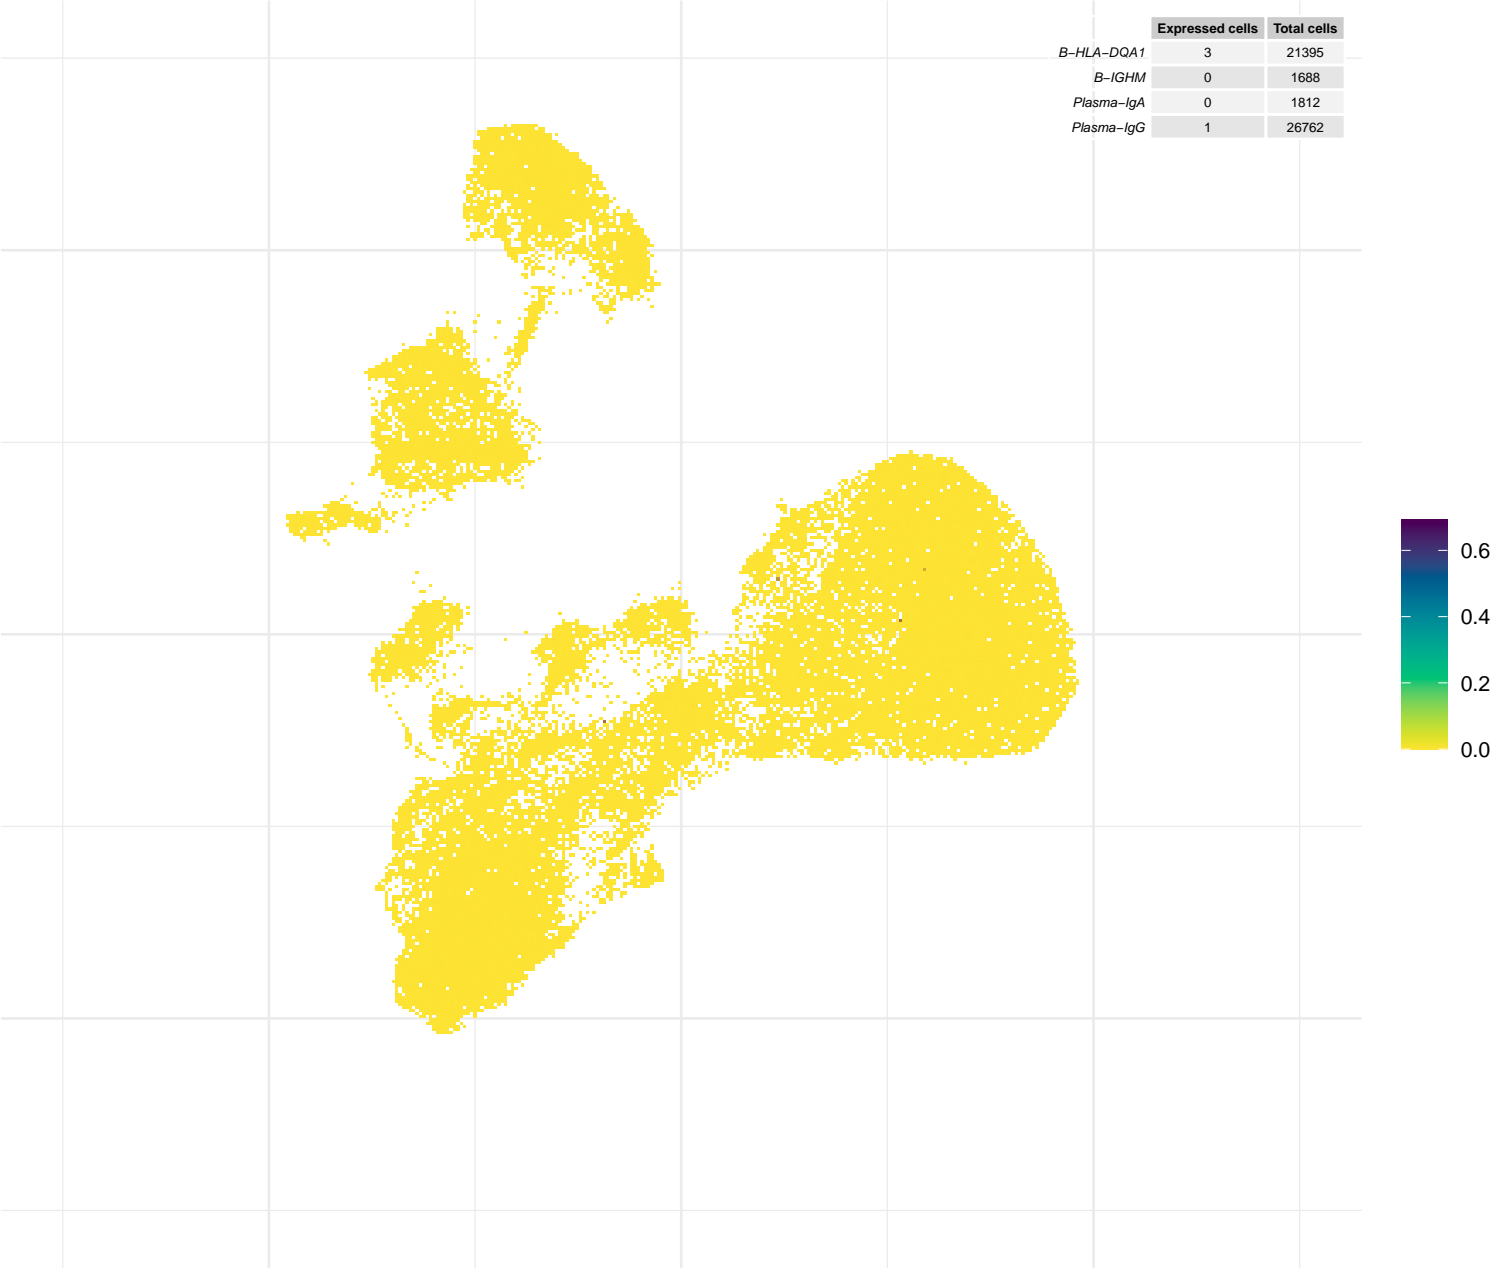 Expressed cells Total cells
B−HLA−DQA1 3 21395
B−IGHM 0 1688
Plasma−IgA 0 1812
Plasma−IgG 1 26762
0.6
0.4
0.2
0.0